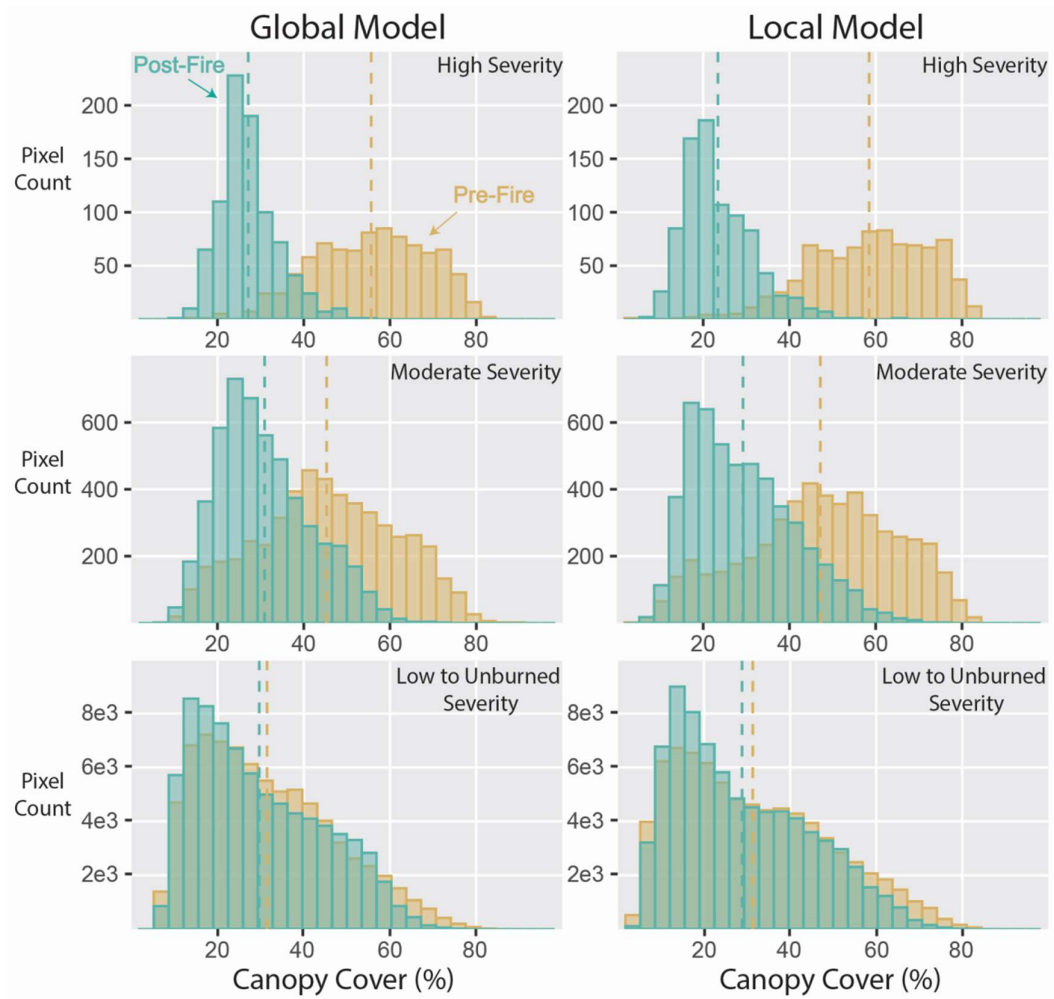 Global Model
Local Model
Post-Fire
High Severity
High Severity
200
150
100
50
Pixel
Count
Pre-Fire
200
150
100
50
20 40 60 80
20 40 60 80
Moderate Severity
Moderate Severity
600
400
200
Pixel
Count
600
400
200
20 40 60 80
20 40 60 80
Low to Unburned
Severity
Low to Unburned
Severity
8e3
6e3
4e3
2e3
Pixel
Count
8e3
6e3
4e3
2e3
20 40 60 80
20 40 60 80
Canopy Cover (%)
Canopy Cover (%)